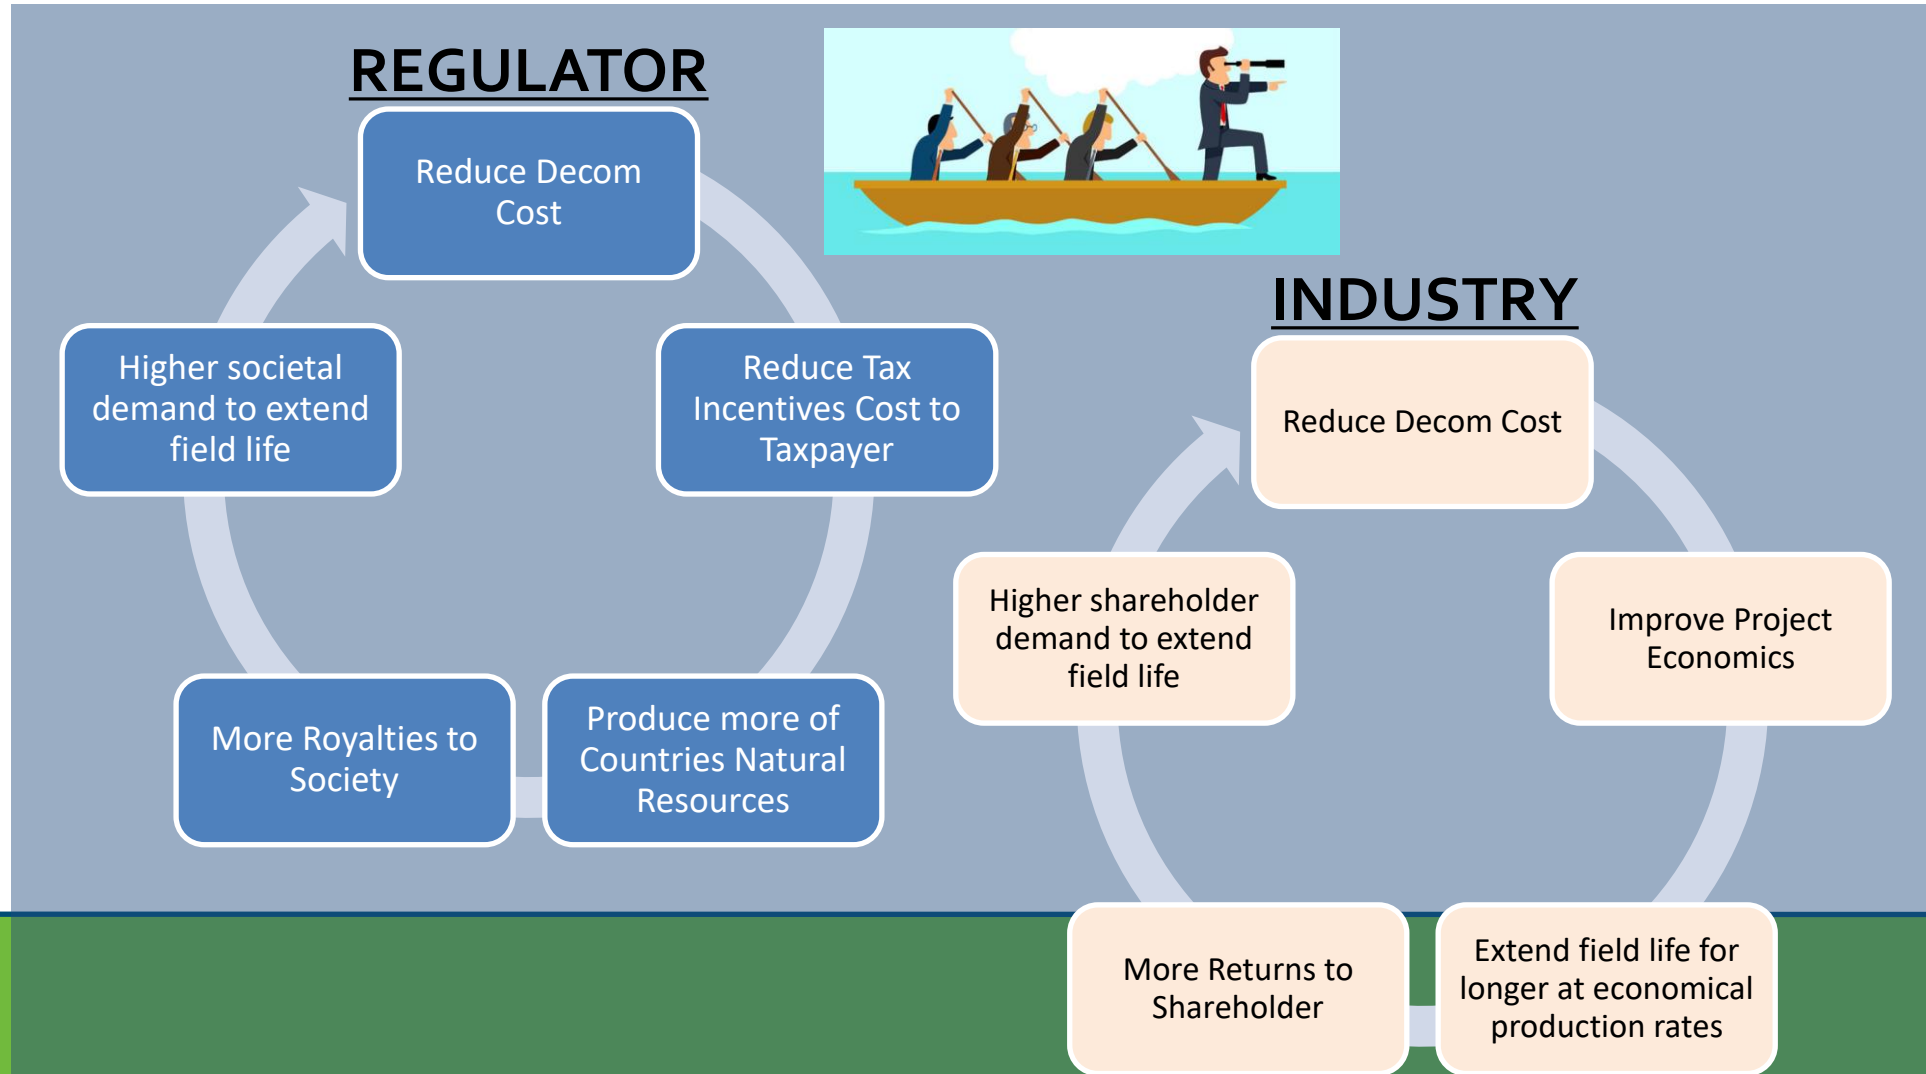 REGULATOR
Reduce Decom
Cost
Reduce Tax
Incentives Cost to
Taxpayer
Produce more of
Countries Natural
Resources
More Royalties to
Society
Higher societal
demand to extend
field life
INDUSTRY
Reduce Decom Cost
Improve Project
Economics
Extend field life for
longer at economical
production rates
More Returns to
Shareholder
Higher shareholder
demand to extend
field life